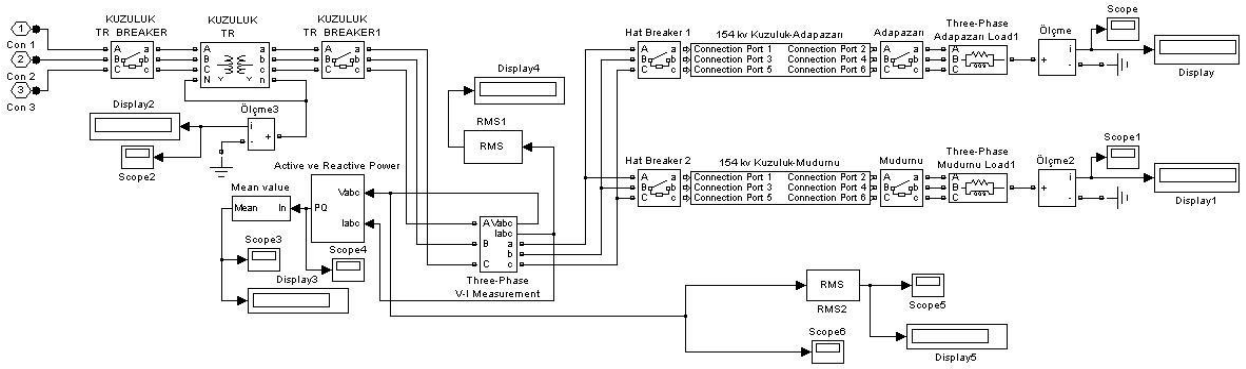 1
Con 1
2
Con 2
3
Con 3
KUZULUK
TR BREAKER
A a
B b
C c
KUZULUK
TR
A a
B b
C c
N Y Y n
KUZULUK
TR BREAKER1
A a
B b
C c
Display2
Scope2
Ölçme3
i
+
-
Display4
RMS1
RMS
Active ve Reactive Power
Vabc
PQ
Iabc
Mean value
Mean In
Scope3
Display3
Scope4
A Vabc
Iabc
B a
b
C c
Three-Phase
V-I Measurement
Hat Breaker 1
A a
B b
C c
154 kv Kuzuluk-Adapazarı
Connection Port 1 Connection Port 2
Connection Port 3 Connection Port 4
Connection Port 5 Connection Port 6
Adapazarı
A a
B b
C c
Three-Phase
Adapazarı Load1
A
B
C
Ölçme
i
+
-
Scope
Display
Hat Breaker 2
A a
B b
C c
154 kv Kuzuluk-Mudurnu
Connection Port 1 Connection Port 2
Connection Port 3 Connection Port 4
Connection Port 5 Connection Port 6
Mudurnu
A a
B b
C c
Three-Phase
Mudurnu Load1
A
B
C
Ölçme2
i
+
-
Scope1
Display1
RMS
RMS2
Scope5
Scope6
Display5